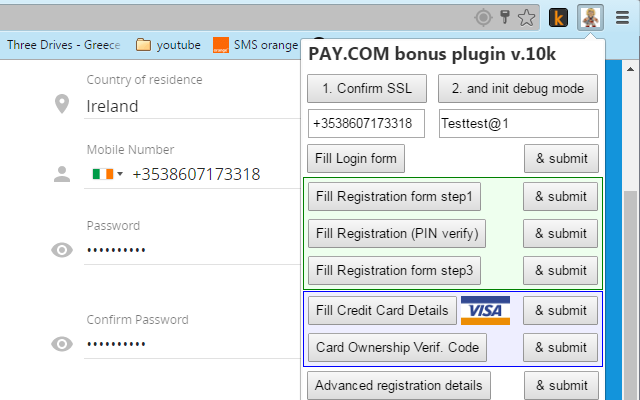 Three Drives - Greece
youtube
orange
SMS orange
k
PAY.COM bonus plugin v.10k
1. Confirm SSL
2. and init debug mode
+3538607173318
Testtest@1
Fill Login form
& submit
Fill Registration form step1
& submit
Fill Registration (PIN verify)
& submit
Fill Registration form step3
& submit
Fill Credit Card Details
VISA
& submit
Card Ownership Verif. Code
& submit
Advanced registration details
& submit
Country of residence
Ireland
Mobile Number
+3538607173318
Password
Confirm Password